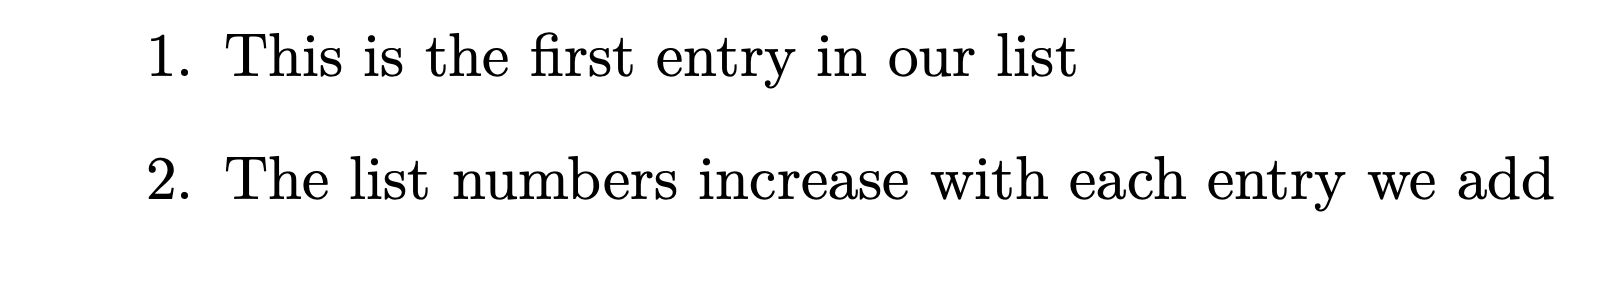 1. This is the first entry in our list
2. The list numbers increase with each entry we add